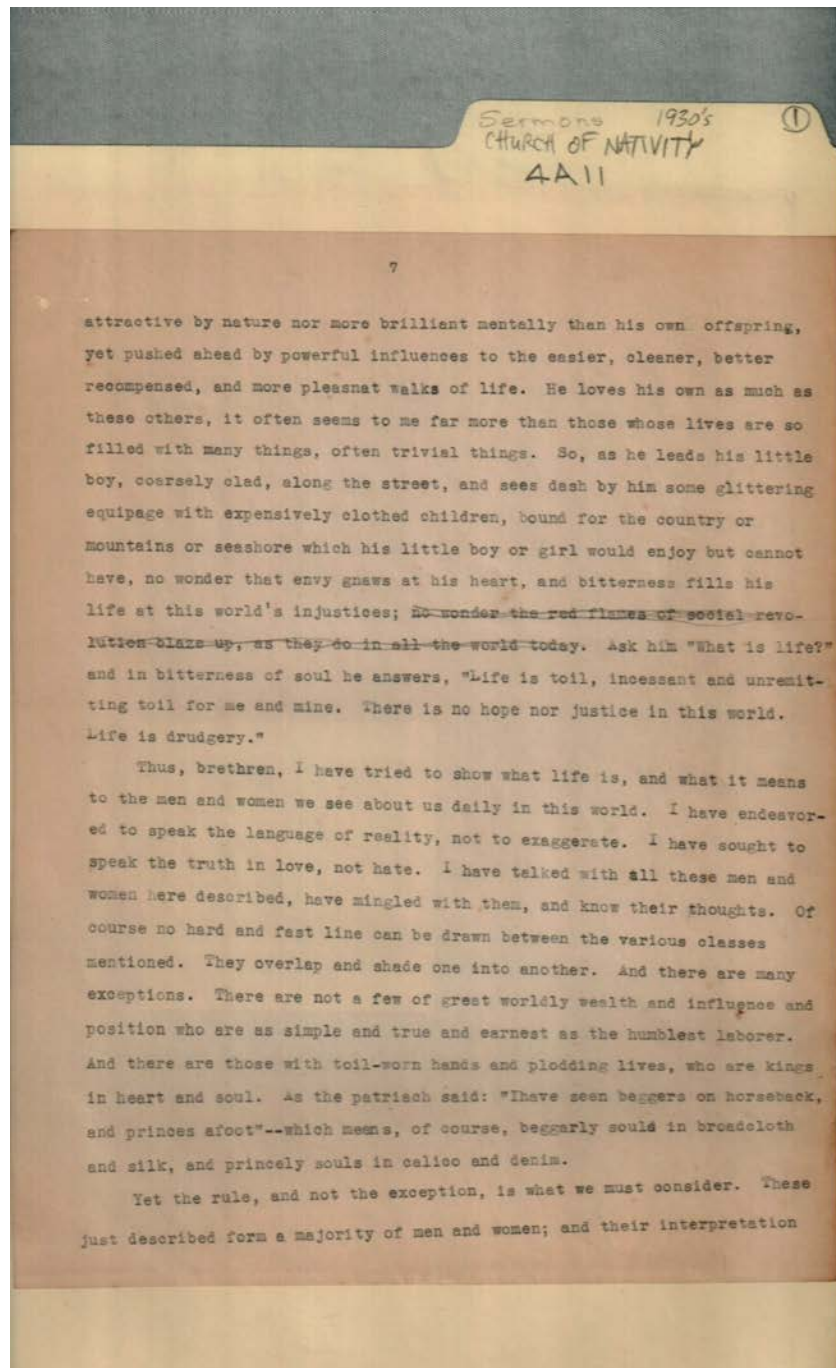 Sermons 1930's ①
CHURCH OF NATIVITY
4A11
7
attractive by nature nor more brilliant mentally than his own offspring,
yet pushed ahead by powerful influences to the easier, cleaner, better
recompensed, and more pleasnat walks of life. He loves his own as much as
these others, it often seems to me far more than those whose lives are so
filled with many things, often trivial things. So, as he leads his little
boy, coarsely clad, along the street, and sees dash by him some glittering
equipage with expensively clothed children, bound for the country or
mountains or seashore which his little boy or girl would enjoy but cannot
have, no wonder that envy gnaws at his heart, and bitterness fills his
life at this world's injustices; no wonder the red flames of social revo-
lution blaze up, as they do in all the world today. Ask him "What is life?"
and in bitterness of soul he answers, "Life is toil, incessant and unremit-
ting toil for me and mine. There is no hope nor justice in this world.
Life is drudgery."
Thus, brethren, I have tried to show what life is, and what it means
to the men and women we see about us daily in this world. I have endeavor-
ed to speak the language of reality, not to exaggerate. I have sought to
speak the truth in love, not hate. I have talked with all these men and
women here described, have mingled with them, and know their thoughts. Of
course no hard and fast line can be drawn between the various classes
mentioned. They overlap and shade one into another. And there are many
exceptions. There are not a few of great worldly wealth and influence and
position who are as simple and true and earnest as the humblest laborer.
And there are those with toil-worn hands and plodding lives, who are kings
in heart and soul. As the patriach said: "Ihave seen beggers on horseback,
and princes afoot"--which means, of course, beggarly sould in broadcloth
and silk, and princely souls in calico and denim.
Yet the rule, and not the exception, is what we must consider. These
just described form a majority of men and women; and their interpretation